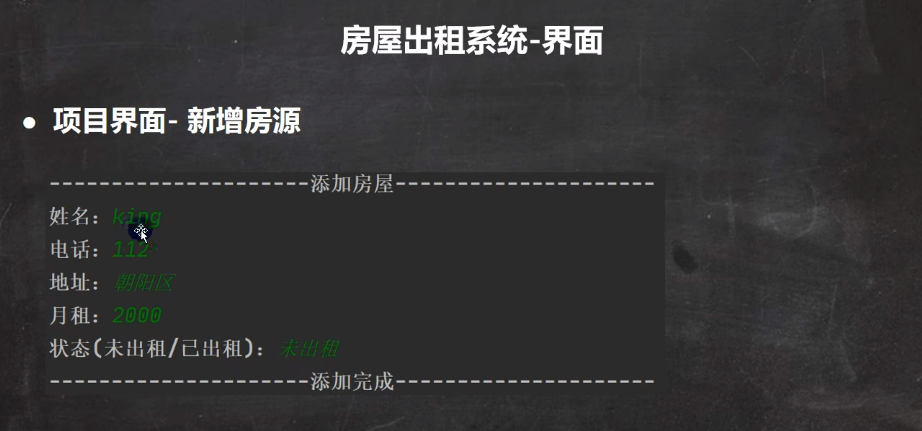 房屋出租系统-界面
● 项目界面- 新增房源
---------------------添加房屋---------------------
姓名：king
电话：112
地址：朝阳区
月租：2000
状态(未出租/已出租)：未出租
---------------------添加完成---------------------